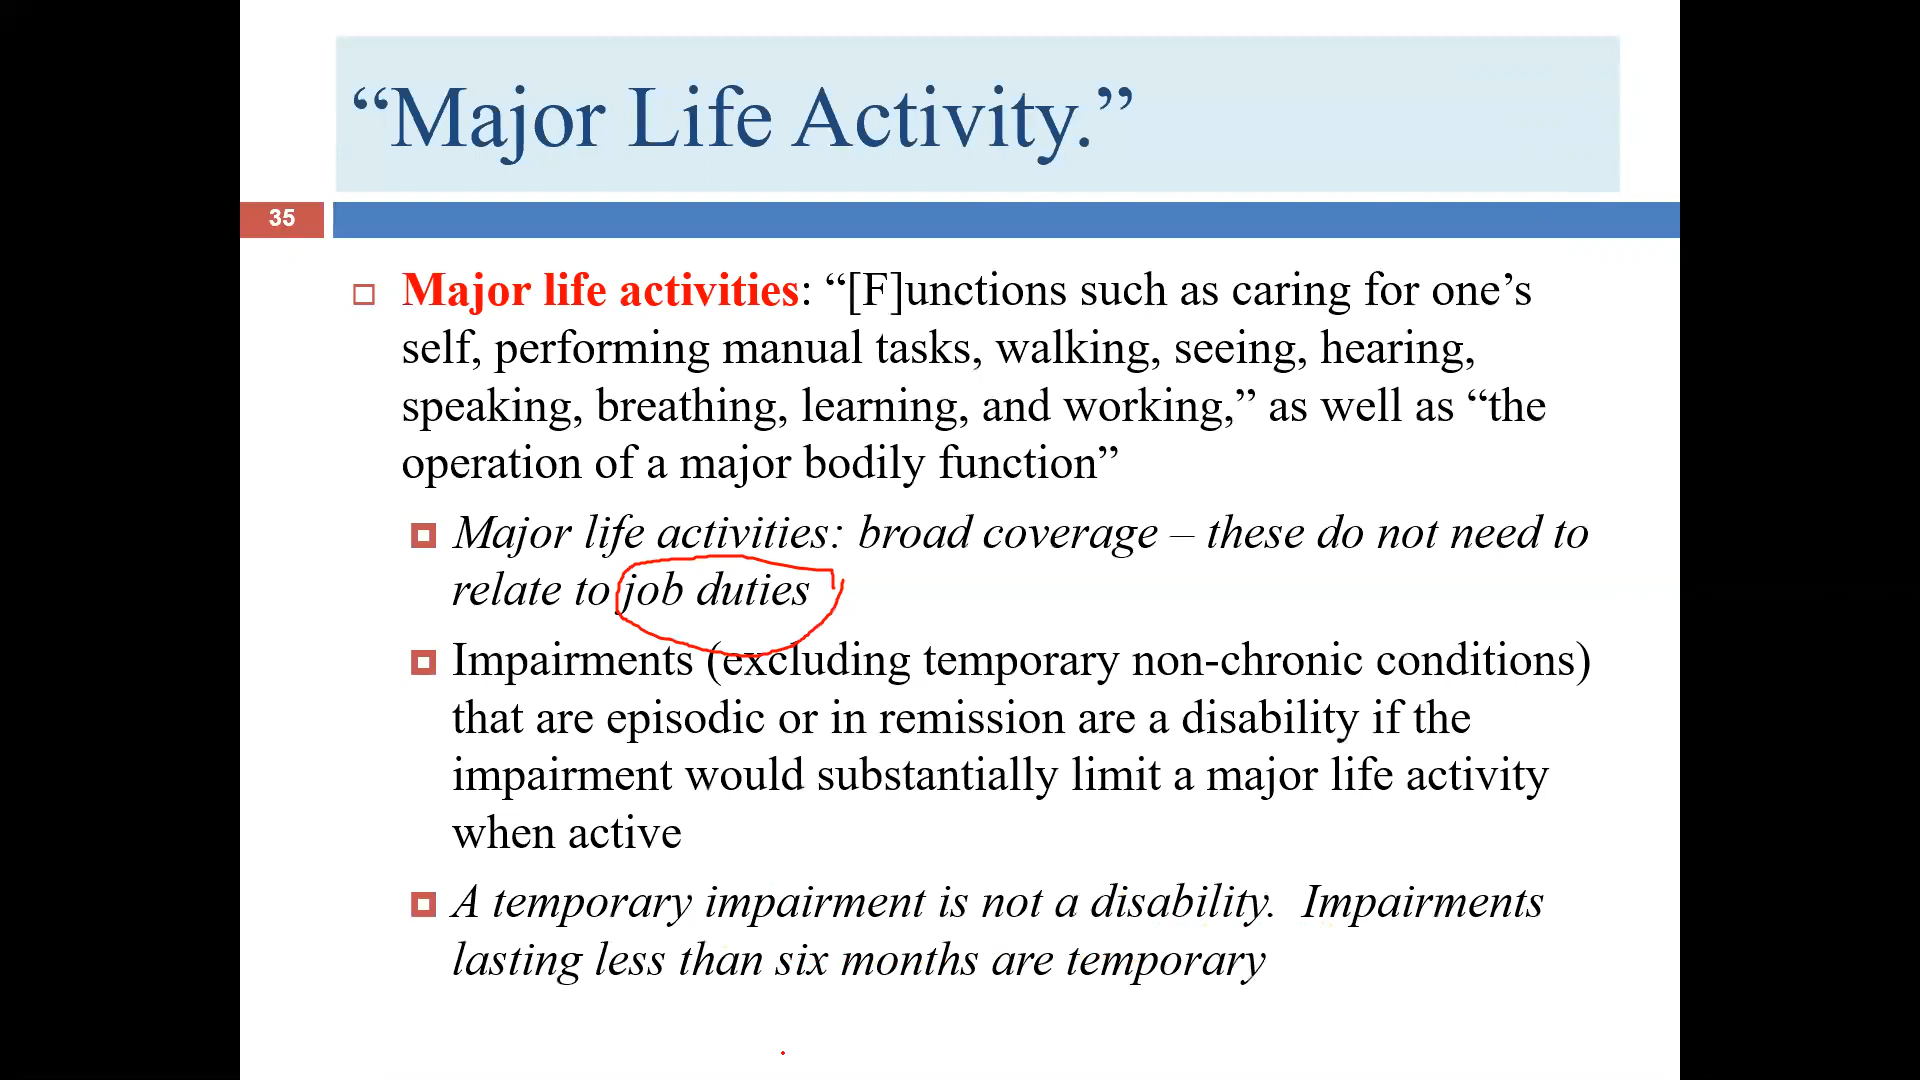 “Major Life Activity.”
35
Major life activities: “[F]unctions such as caring for one’s
self, performing manual tasks, walking, seeing, hearing,
speaking, breathing, learning, and working,” as well as “the
operation of a major bodily function”
Major life activities: broad coverage – these do not need to
relate to job duties
Impairments (excluding temporary non-chronic conditions)
that are episodic or in remission are a disability if the
impairment would substantially limit a major life activity
when active
A temporary impairment is not a disability.  Impairments
lasting less than six months are temporary